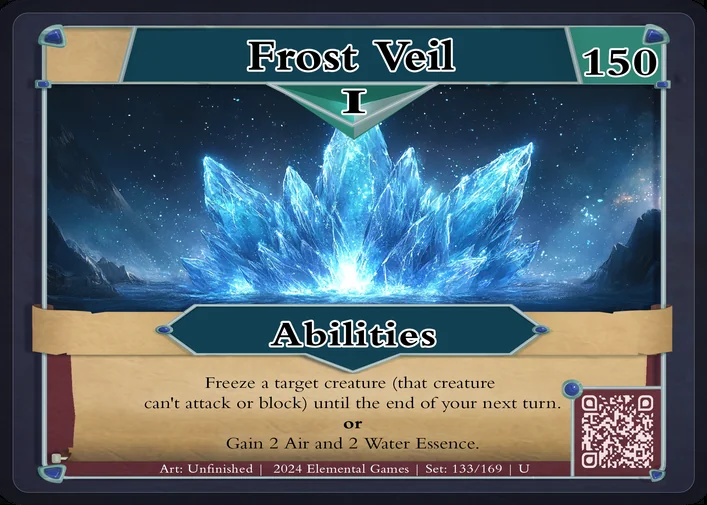 Frost Veil
150
I
Abilities
Freeze a target creature (that creature
can't attack or block) until the end of your next turn.
or
Gain 2 Air and 2 Water Essence.
Art: Unfinished | 2024 Elemental Games | Set: 133/169 | U